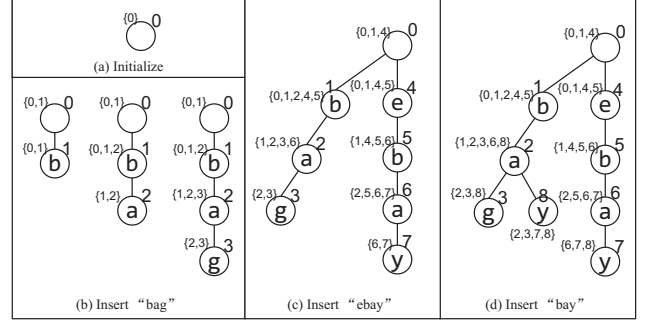 {0} 0
(a) Initialize
{0,1} 0 {0,1} 0 {0,1} 0
{0,1} b 1 {0,1,2} b 1 {0,1,2} b 1
{1,2} a 2 {1,2,3} a 2
{2,3} g 3
(b) Insert “bag”
{0,1,4} 0
{0,1,2,4,5} b 1 {0,1,4,5} e 4
{1,2,3,6} a 2 {1,4,5,6} b 5
{2,3} g 3 {2,5,6,7} a 6
{6,7} y 7
(c) Insert “ebay”
{0,1,4} 0
{0,1,2,4,5} b 1 {0,1,4,5} e 4
{1,2,3,6,8} a 2 {1,4,5,6} b 5
{2,3,8} g 3 y 8 {2,5,6,7} a 6
{2,3,7,8}
{6,7,8} y 7
(d) Insert “bay”